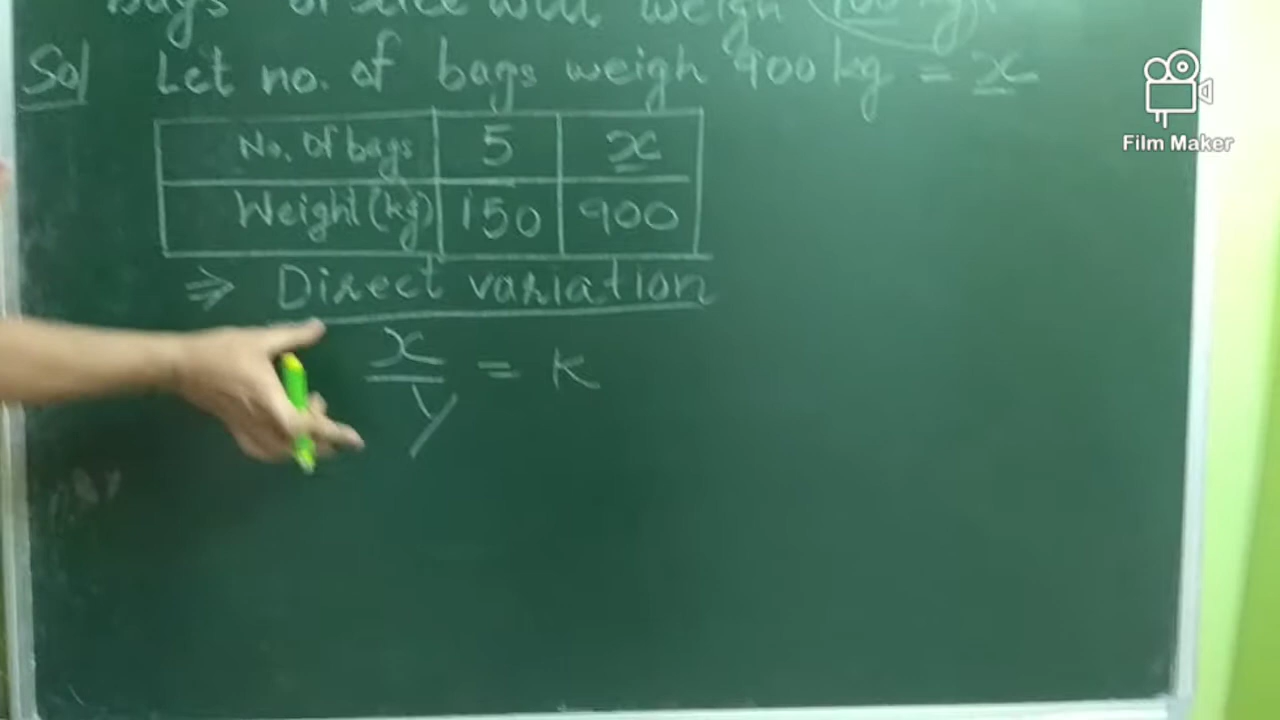 bags of rice will weigh 900 kg?
Sol Let no. of bags weigh 900 kg = x
No. of bags 5 x
Weight (kg) 150 900
⇒ Direct variation
x/y = K
Film Maker